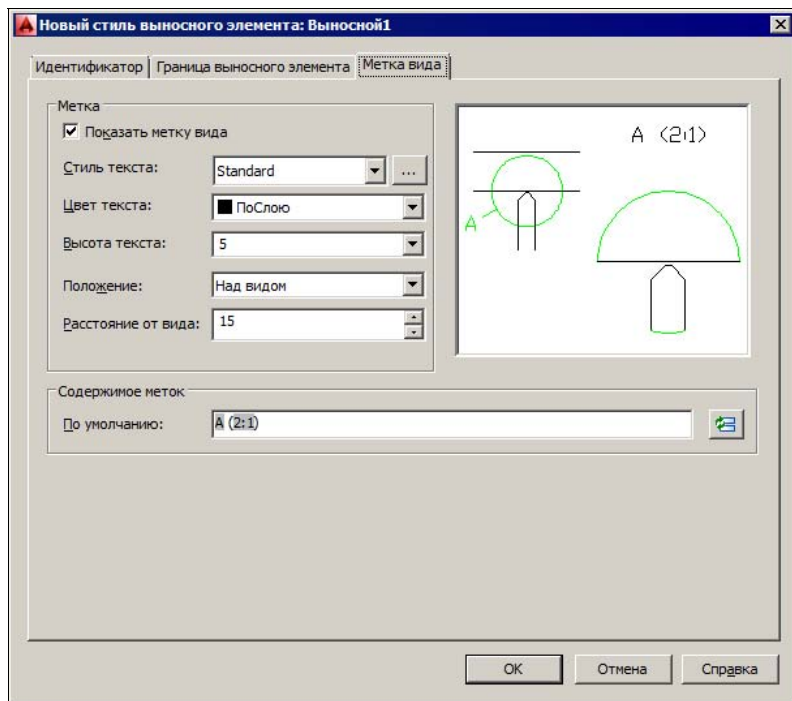 Новый стиль выносного элемента: Выносной1
Идентификатор
Граница выносного элемента
Метка вида
Метка
Показать метку вида
Стиль текста:
Standard
...
Цвет текста:
ПоСлою
Высота текста:
5
Положение:
Над видом
Расстояние от вида:
15
A (2:1)
A
Содержимое меток
По умолчанию:
A (2:1)
OK
Отмена
Справка